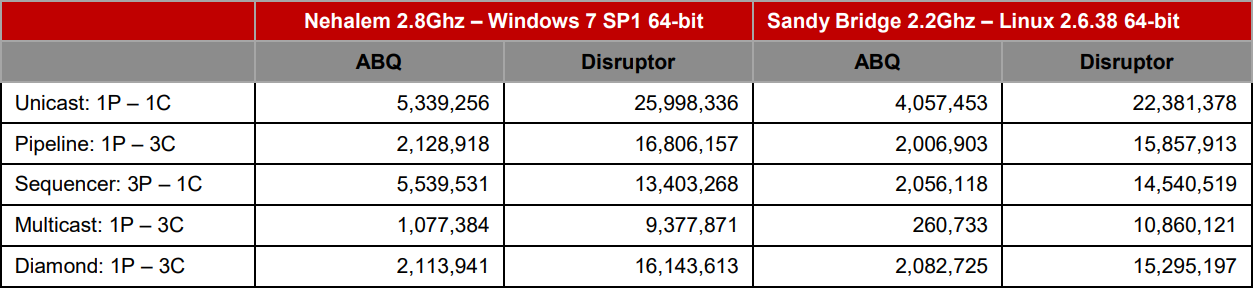 Nehalem 2.8Ghz – Windows 7 SP1 64-bit Sandy Bridge 2.2Ghz – Linux 2.6.38 64-bit
ABQ Disruptor ABQ Disruptor
Unicast: 1P – 1C 5,339,256 25,998,336 4,057,453 22,381,378
Pipeline: 1P – 3C 2,128,918 16,806,157 2,006,903 15,857,913
Sequencer: 3P – 1C 5,539,531 13,403,268 2,056,118 14,540,519
Multicast: 1P – 3C 1,077,384 9,377,871 260,733 10,860,121
Diamond: 1P – 3C 2,113,941 16,143,613 2,082,725 15,295,197